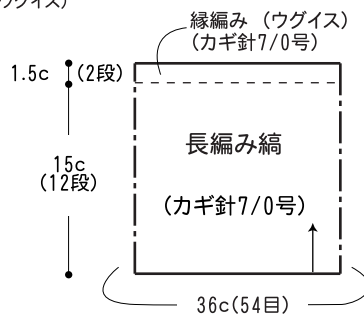 ウグイス)
縁編み (ウグイス)
(カギ針7/0号)
1.5c
(2段)
長編み縞
15c
(12段)
(カギ針7/0号)
36c(54目)